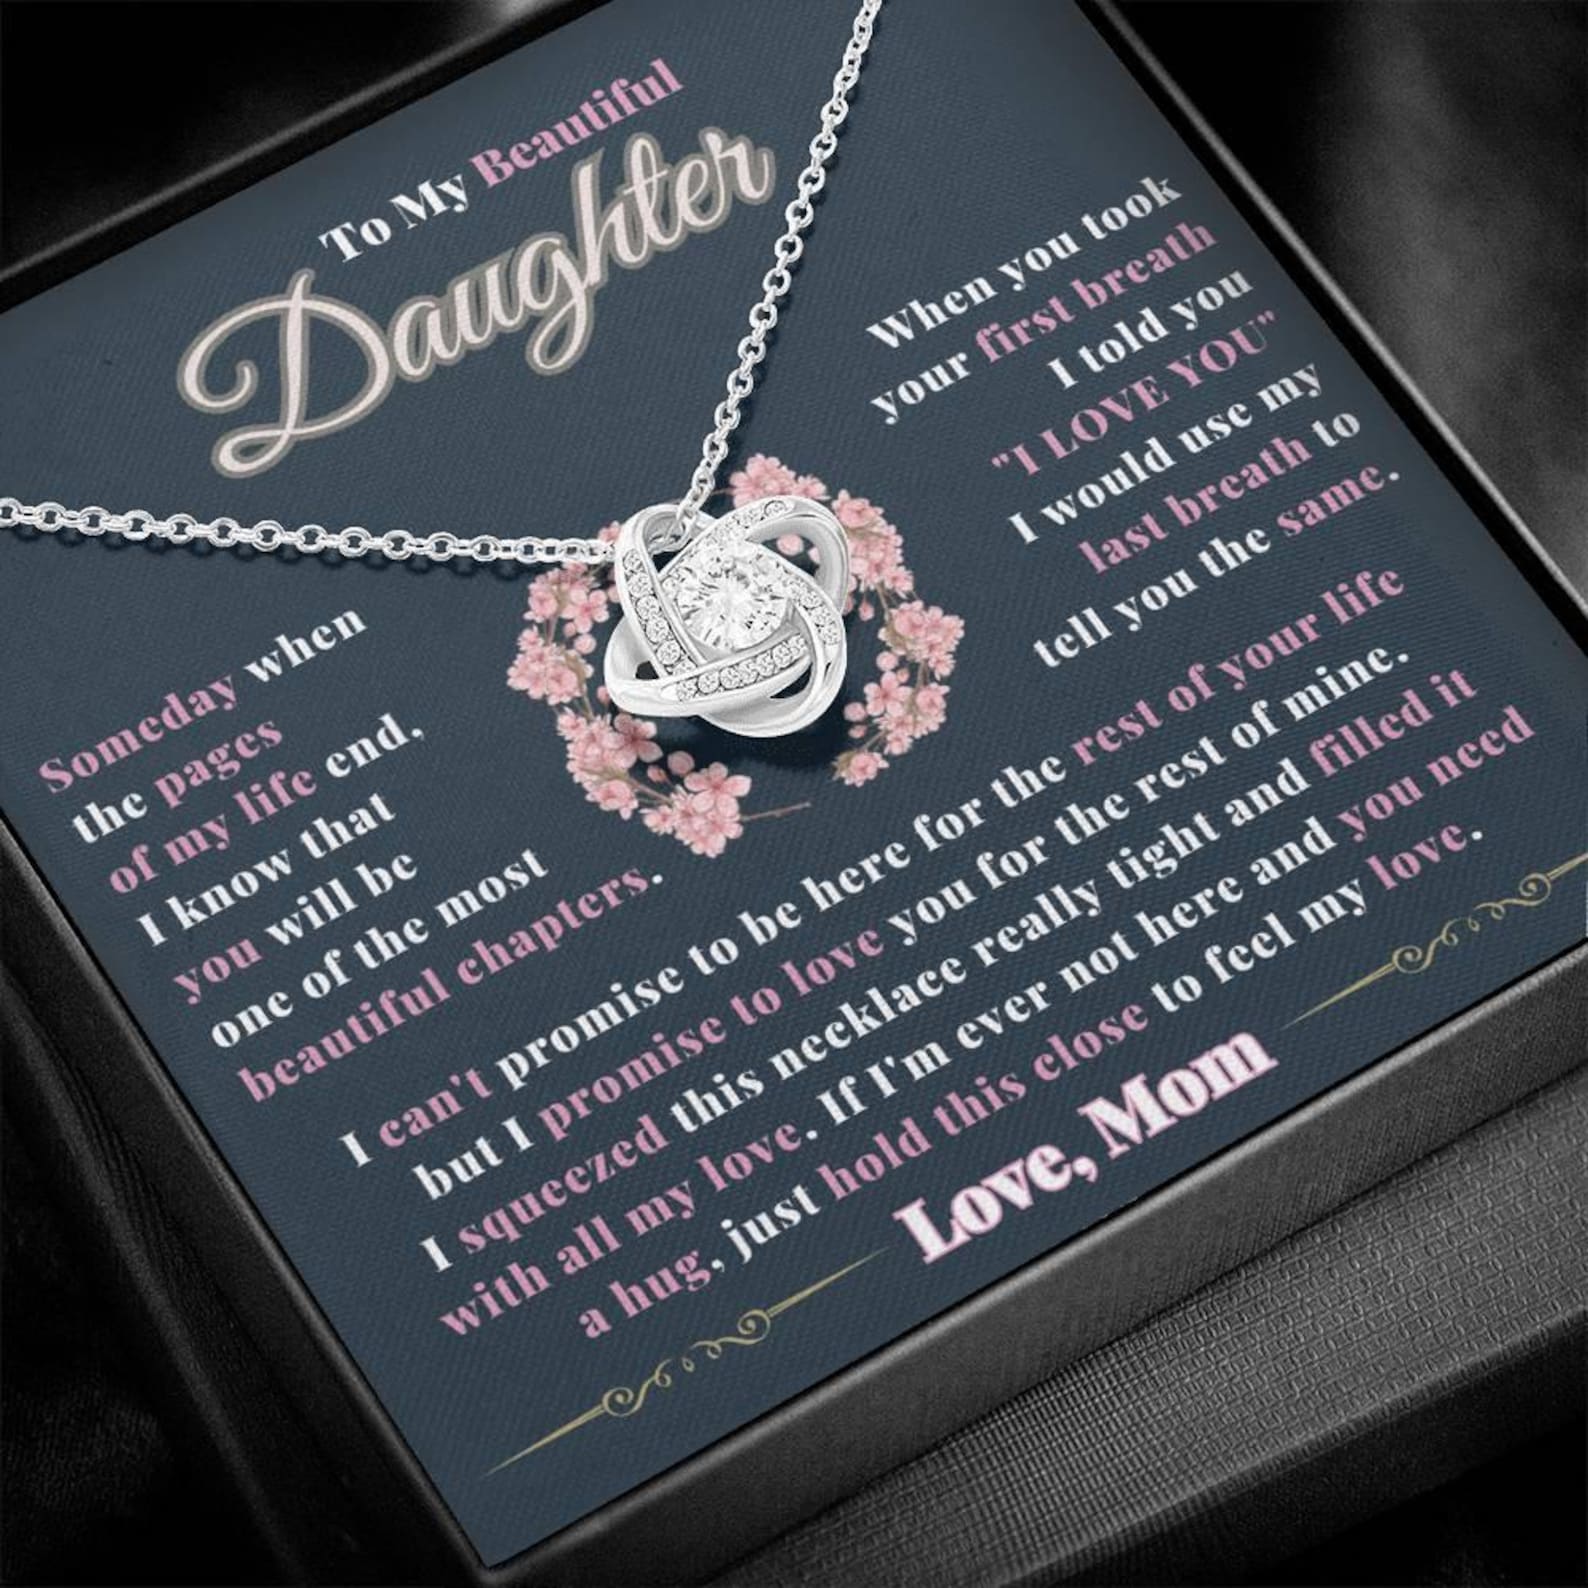 To My Beautiful
Daughter
When you took
your first breath
I told you
"I LOVE YOU"
I would use my
last breath to
tell you the same.
Someday when
the pages
of my life end,
I know that
you will be
one of the most
beautiful chapters.
I can't promise to be here for the rest of your life
but I promise to love you for the rest of mine.
I squeezed this necklace really tight and filled it
with all my love. If I'm ever not here and you need
a hug, just hold this close to feel my love.
Love, Mom